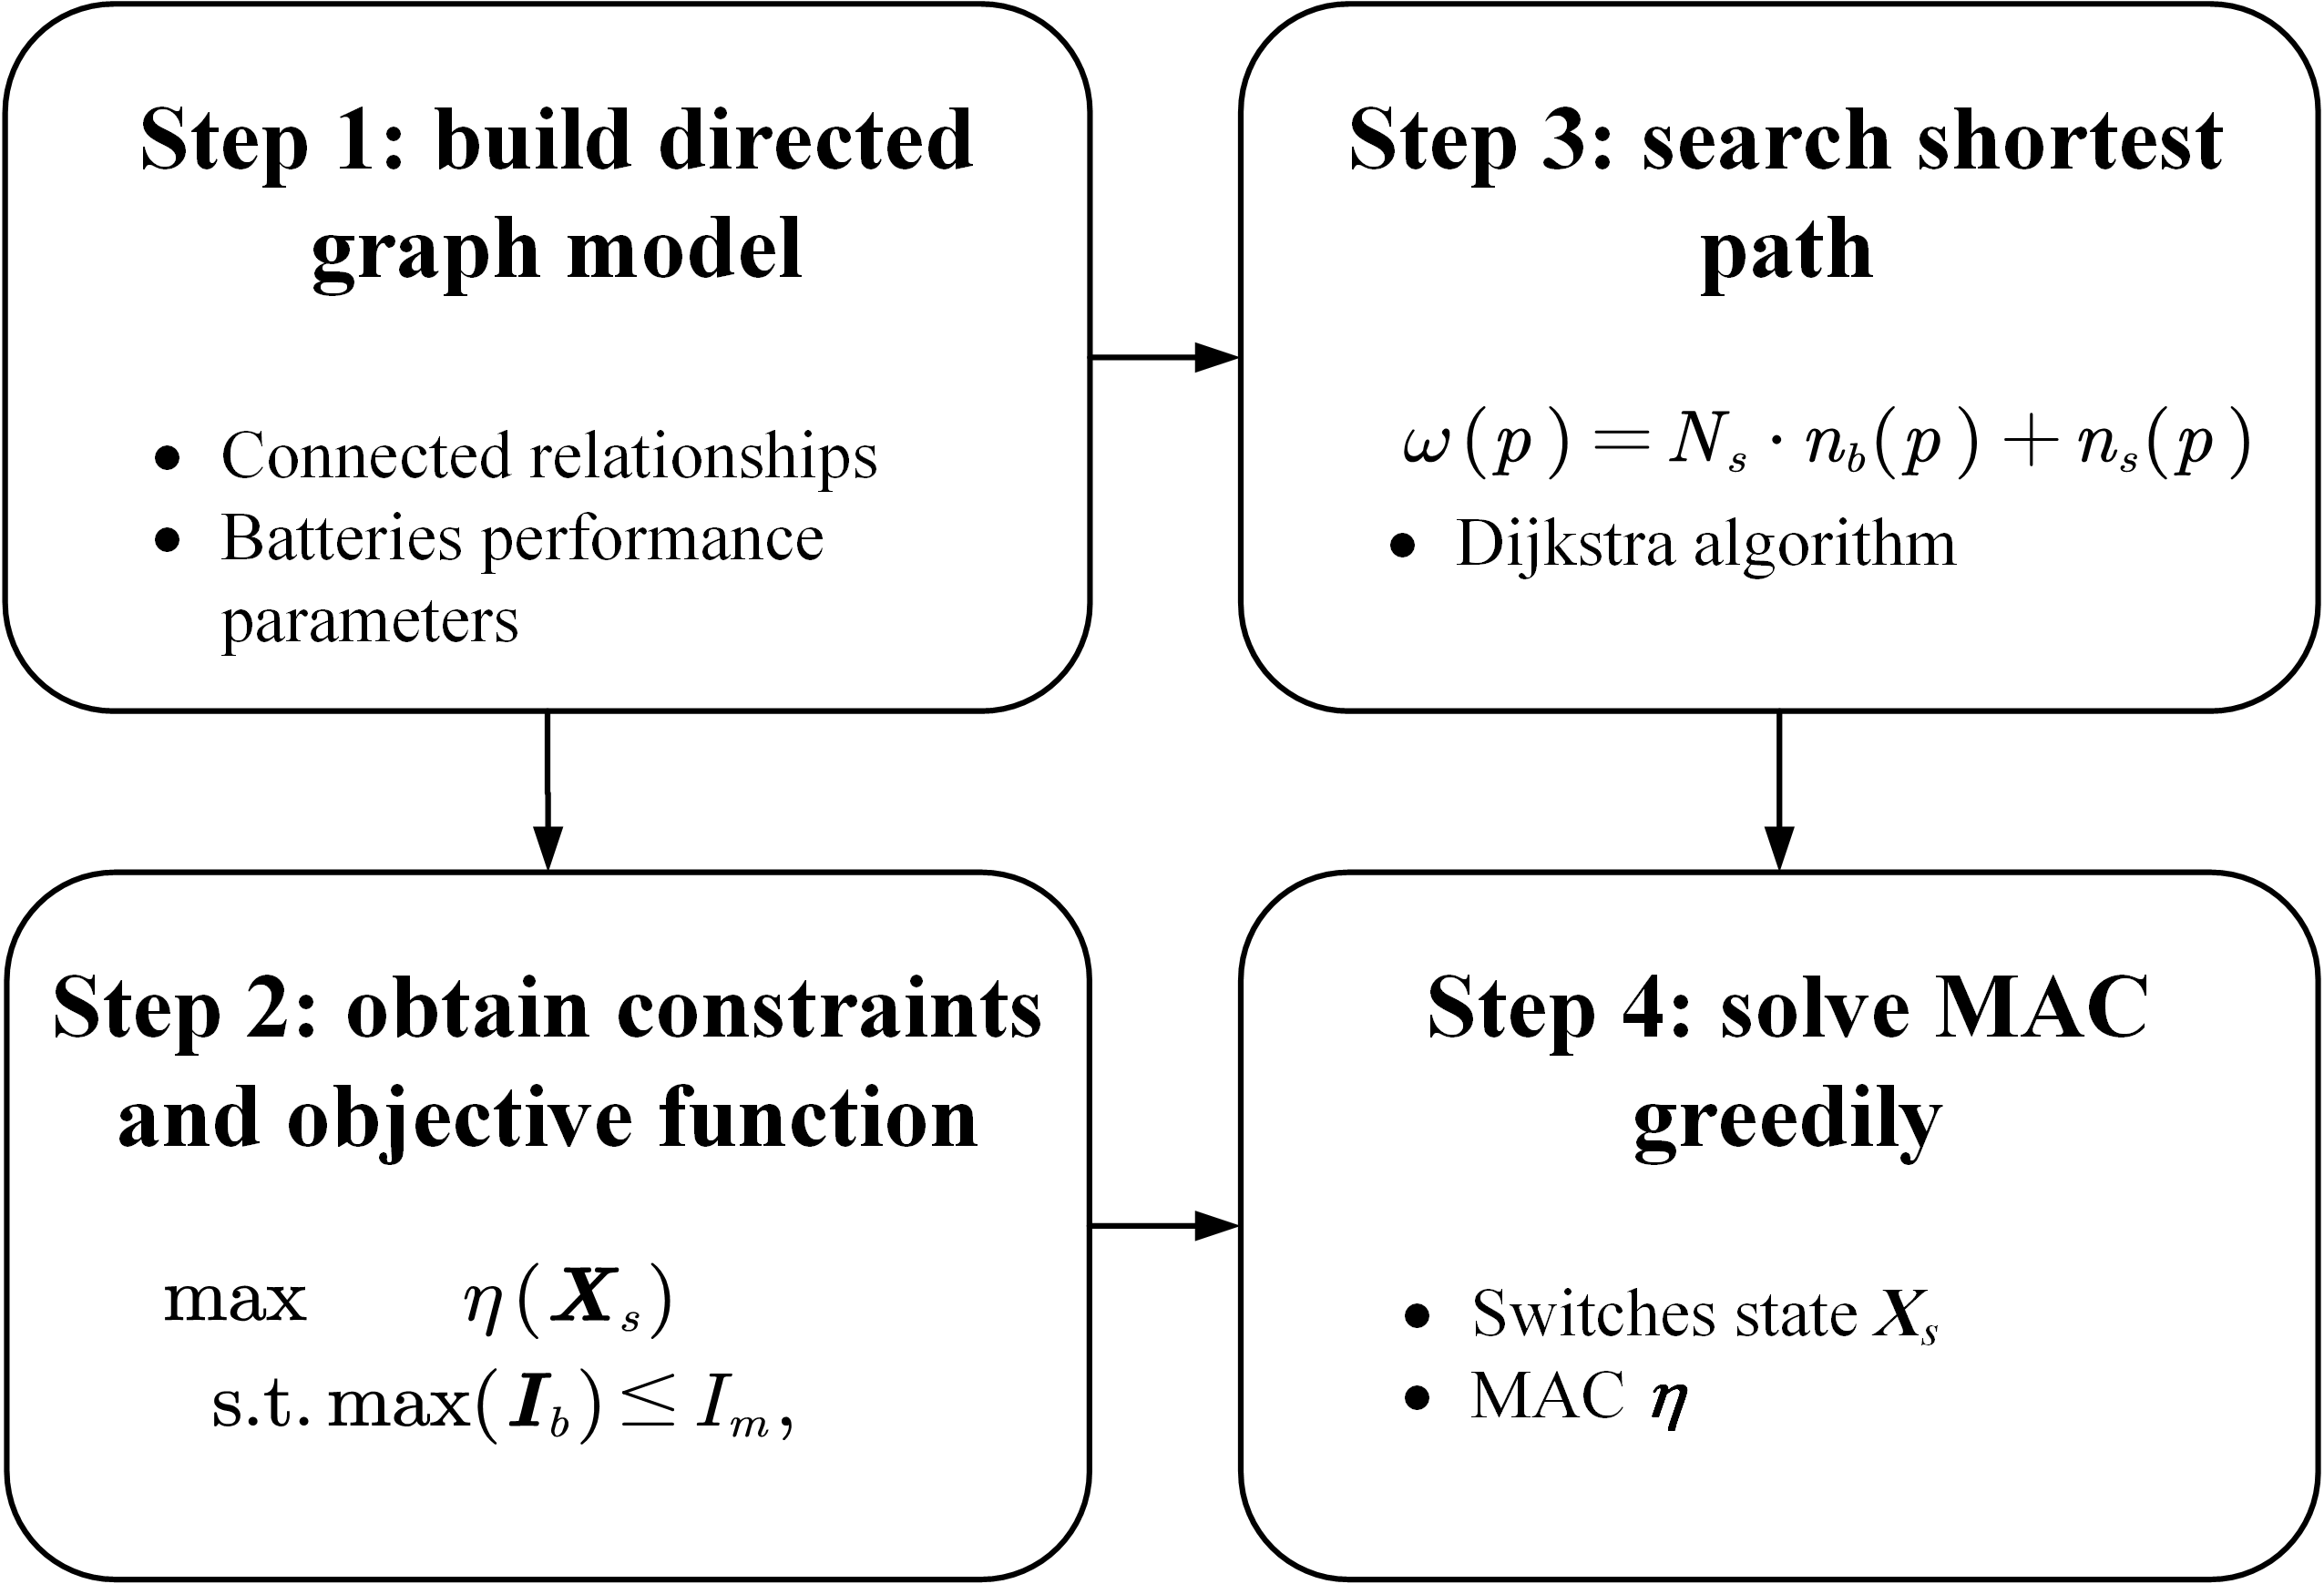 Step 1: build directed
graph model
• Connected relationships
• Batteries performance
parameters
Step 2: obtain constraints
and objective function
max η(X_s)
s.t. max(I_b) ≤ I_m,
Step 3: search shortest
path
ω(p) = N_s · n_b(p) + n_s(p)
• Dijkstra algorithm
Step 4: solve MAC
greedily
• Switches state X_s
• MAC η